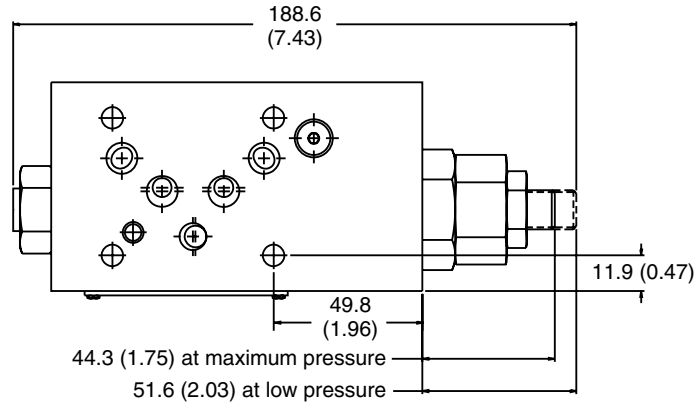 188.6
(7.43)
11.9 (0.47)
49.8
(1.96)
44.3 (1.75) at maximum pressure
51.6 (2.03) at low pressure